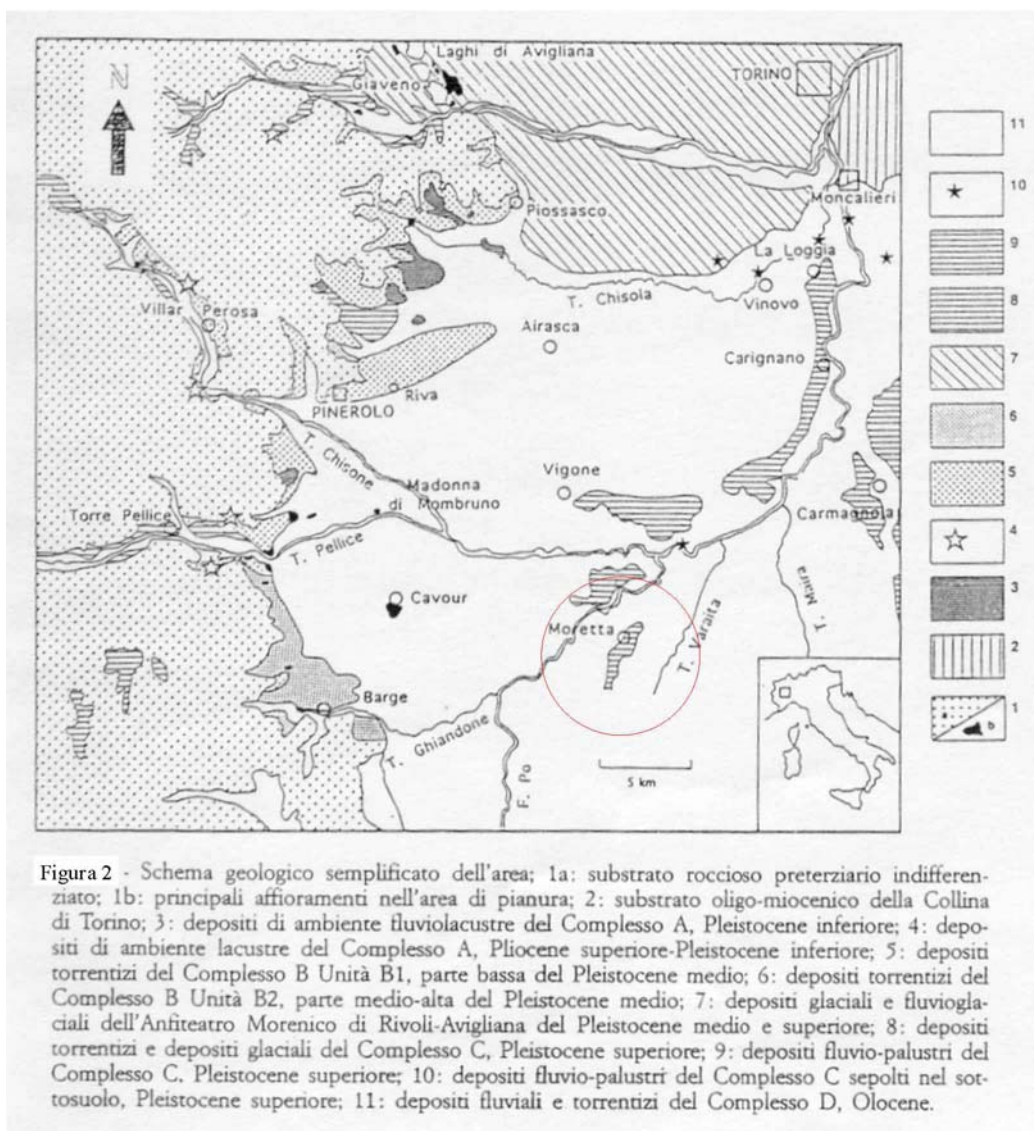 Laghi di Avigliana
Giaveno
TORINO
N
Piossasco
Moncalieri
La Loggia
T. Chisola
Vinovo
Villar Perosa
Airasca
Carignano
PINEROLO
Riva
T. Chisone
Vigone
Madonna
di Mombruno
Torre Pellice
T. Pellice
Carmagnola
Cavour
Moretta
T. Varaita
T. Maira
Barge
T. Ghiandone
F. Po
5 km
11
10
9
8
7
6
5
4
3
2
1
a
b
Figura 2 - Schema geologico semplificato dell'area; 1a: substrato roccioso preterziario indifferen-
ziato; 1b: principali affioramenti nell'area di pianura; 2: substrato oligo-miocenico della Collina
di Torino; 3: depositi di ambiente fluviolacustre del Complesso A, Pleistocene inferiore; 4: depo-
siti di ambiente lacustre del Complesso A, Pliocene superiore-Pleistocene inferiore; 5: depositi
torrentizi del Complesso B Unità B1, parte bassa del Pleistocene medio; 6: depositi torrentizi del
Complesso B Unità B2, parte medio-alta del Pleistocene medio; 7: depositi glaciali e fluviogla-
ciali dell'Anfiteatro Morenico di Rivoli-Avigliana del Pleistocene medio e superiore; 8: depositi
torrentizi e depositi glaciali del Complesso C, Pleistocene superiore; 9: depositi fluvio-palustri del
Complesso C. Pleistocene superiore; 10: depositi fluvio-palustri del Complesso C sepolti nel sot-
tosuolo, Pleistocene superiore; 11: depositi fluviali e torrentizi del Complesso D, Olocene.